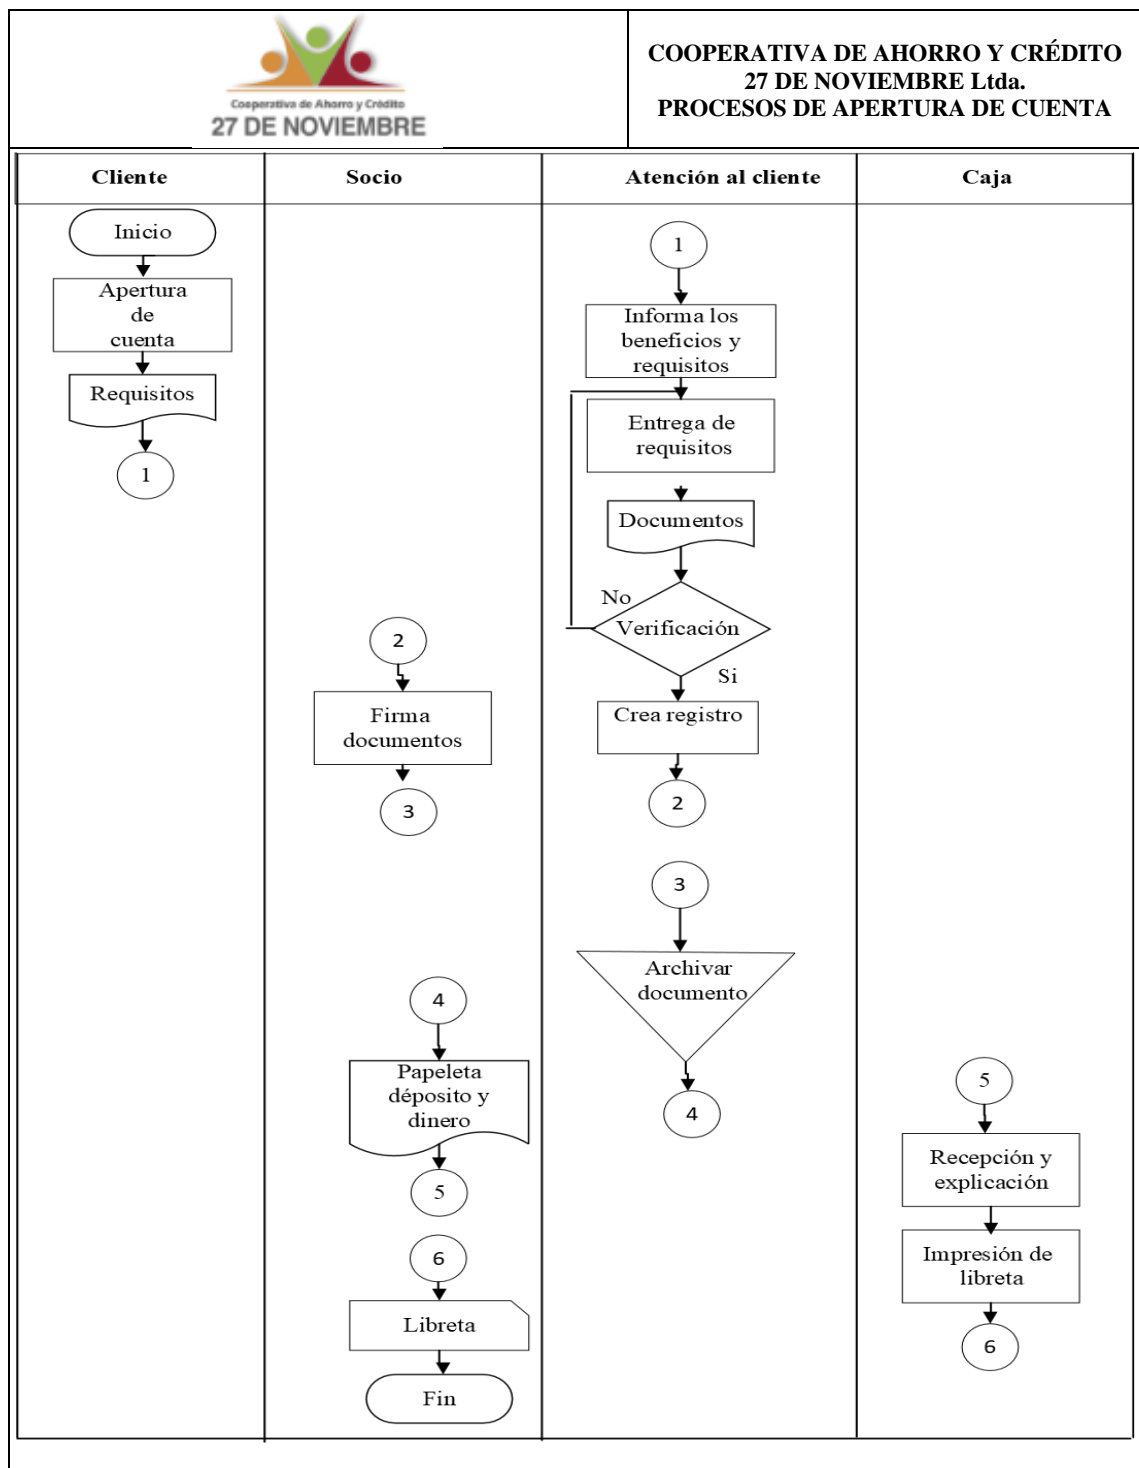 Cooperativa de Ahorro y Crédito
27 DE NOVIEMBRE
COOPERATIVA DE AHORRO Y CRÉDITO
27 DE NOVIEMBRE Ltda.
PROCESOS DE APERTURA DE CUENTA
Cliente
Socio
Atención al cliente
Caja
Inicio
Apertura
de
cuenta
Requisitos
1
1
Informa los
beneficios y
requisitos
Entrega de
requisitos
Documentos
No
Verificación
Si
Crea registro
2
2
Firma
documentos
3
3
Archivar
documento
4
4
Papeleta
déposito y
dinero
5
5
Recepción y
explicación
Impresión de
libreta
6
6
Libreta
Fin